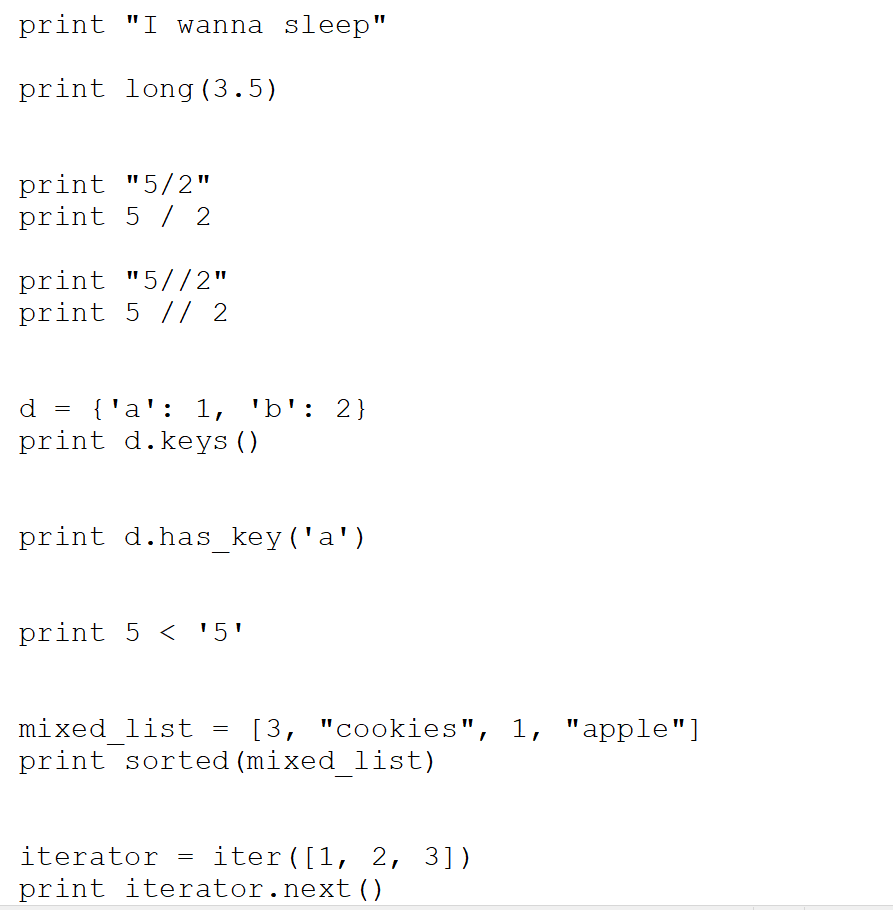 print "I wanna sleep"
print long(3.5)
print "5/2"
print 5 / 2
print "5//2"
print 5 // 2
d = {'a': 1, 'b': 2}
print d.keys()
print d.has_key('a')
print 5 < '5'
mixed_list = [3, "cookies", 1, "apple"]
print sorted(mixed_list)
iterator = iter([1, 2, 3])
print iterator.next()